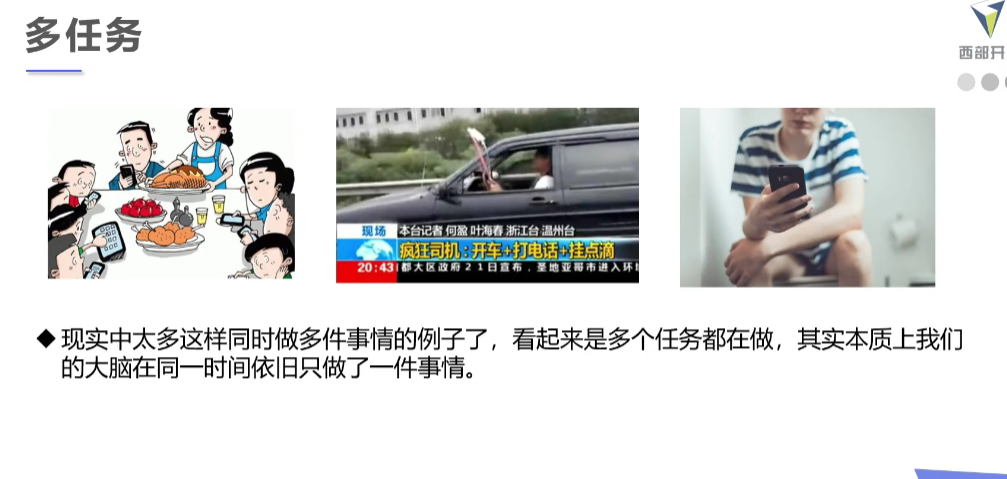 多任务
西部开
现场
本台记者 何盈 叶海春 浙江台 温州台
疯狂司机：开车+打电话+挂点滴
20:43
都大区政府21日宣布，圣地亚哥市进入环境
◆ 现实中太多这样同时做多件事情的例子了，看起来是多个任务都在做，其实本质上我们
的大脑在同一时间依旧只做了一件事情。